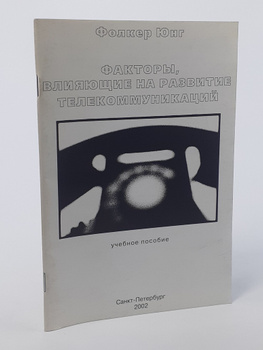 Фолкер Юнг
ФАКТОРЫ,
ВЛИЯЮЩИЕ НА РАЗВИТИЕ
ТЕЛЕКОММУНИКАЦИЙ
учебное пособие
Санкт-Петербург
2002